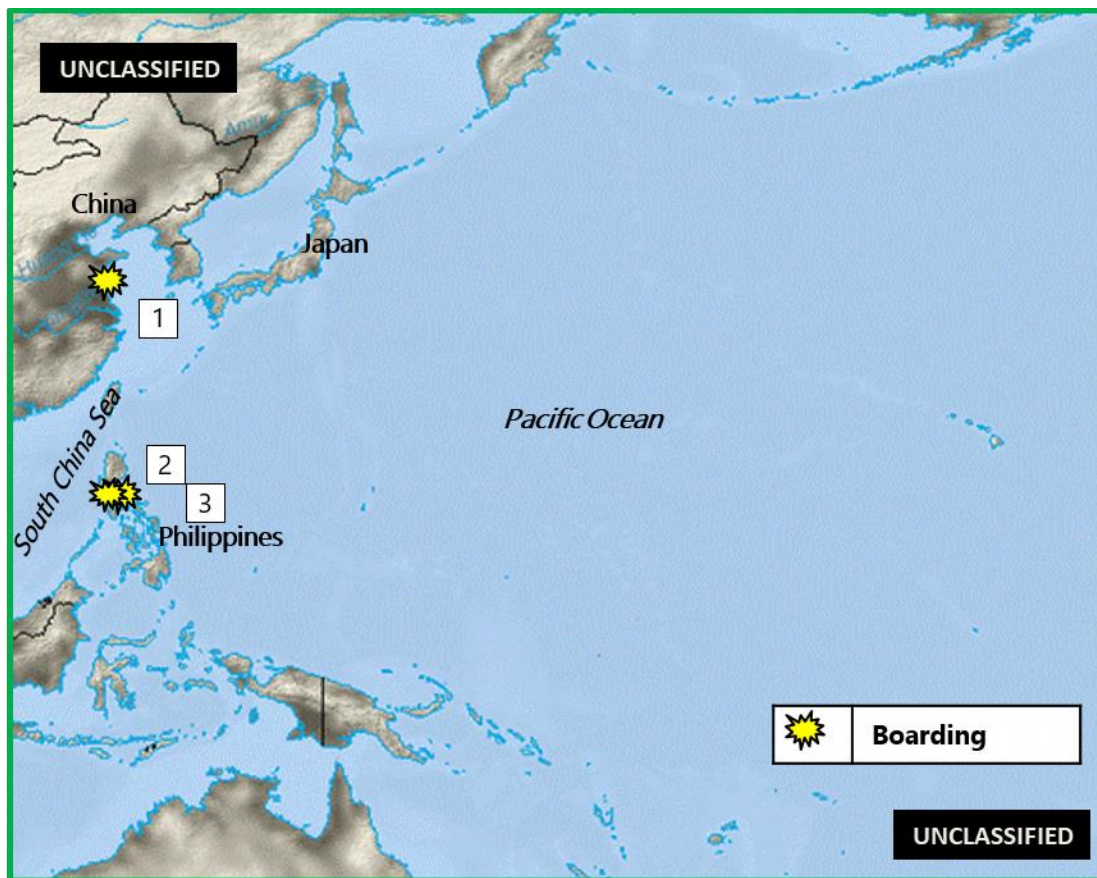 UNCLASSIFIED
China
Japan
1
Pacific Ocean
South China Sea
2
3
Philippines
Boarding
UNCLASSIFIED